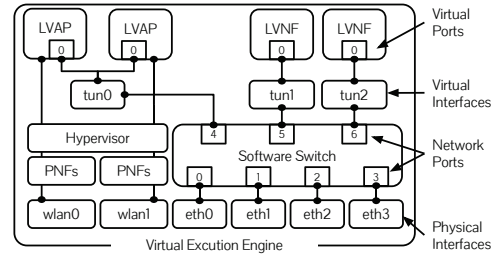 LVAP
LVAP
LVNF
LVNF
Virtual
Ports
0
0
0
0
tun0
tun1
tun2
Virtual
Interfaces
4
5
6
Hypervisor
Software Switch
Network
Ports
PNFs
PNFs
0
1
2
3
wlan0
wlan1
eth0
eth1
eth2
eth3
Physical
Interfaces
Virtual Excution Engine